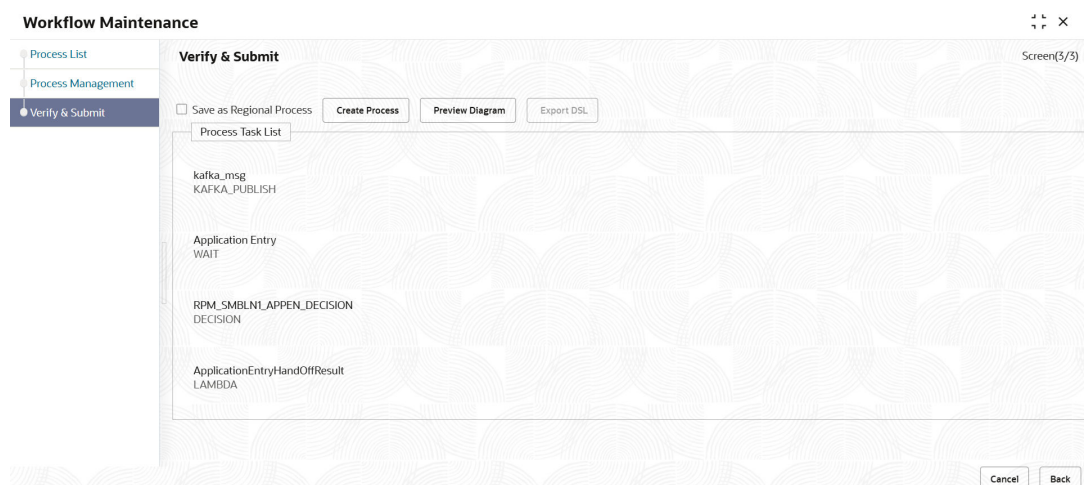 Workflow Maintenance
Process List
Process Management
Verify & Submit
Verify & Submit
Screen(3/3)
Save as Regional Process
Create Process
Preview Diagram
Export DSL
Process Task List
kafka_msg
KAFKA_PUBLISH
Application Entry
WAIT
RPM_SMBLN1_APPEN_DECISION
DECISION
ApplicationEntryHandOffResult
LAMBDA
Cancel
Back